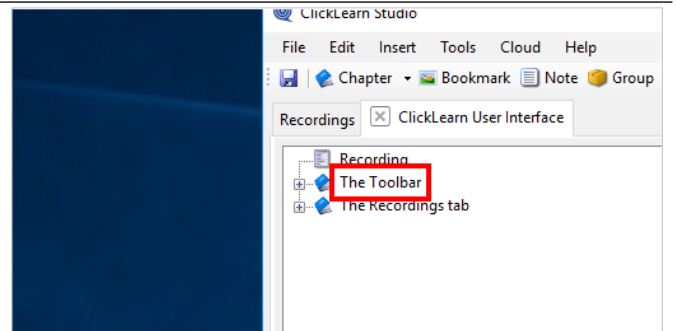 ClickLearn Studio
File Edit Insert Tools Cloud Help
Chapter Bookmark Note Group
Recordings ClickLearn User Interface
Recording
The Toolbar
The Recordings tab